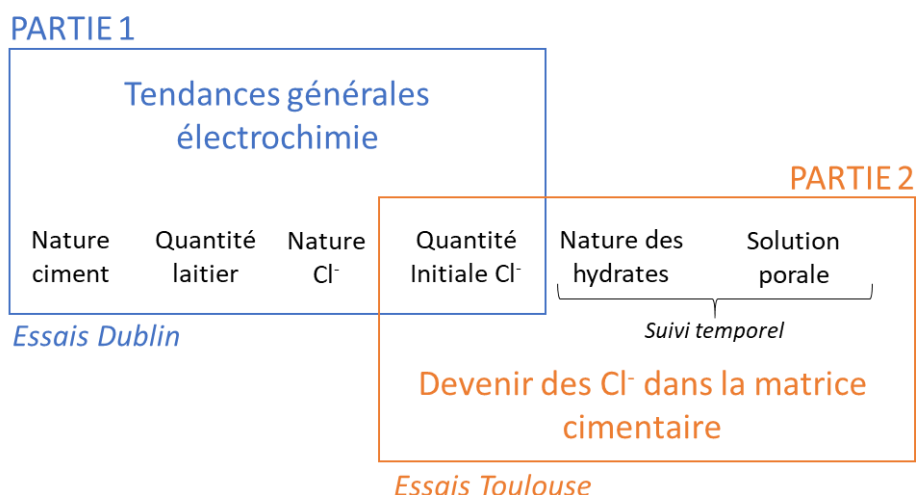 PARTIE 1
Tendances générales
électrochimie
PARTIE 2
Nature
ciment
Quantité
laitier
Nature
Cl⁻
Quantité
Initiale Cl⁻
Nature des
hydrates
Solution
porale
Suivi temporel
Essais Dublin
Devenir des Cl⁻ dans la matrice
cimentaire
Essais Toulouse